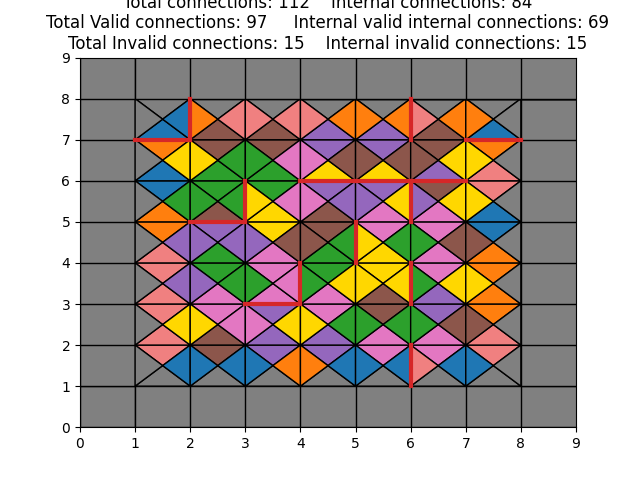 Total connections: 112    Internal connections: 84
Total Valid connections: 97     Internal valid internal connections: 69
Total Invalid connections: 15    Internal invalid connections: 15
9
8
7
6
5
4
3
2
1
0
0 1 2 3 4 5 6 7 8 9